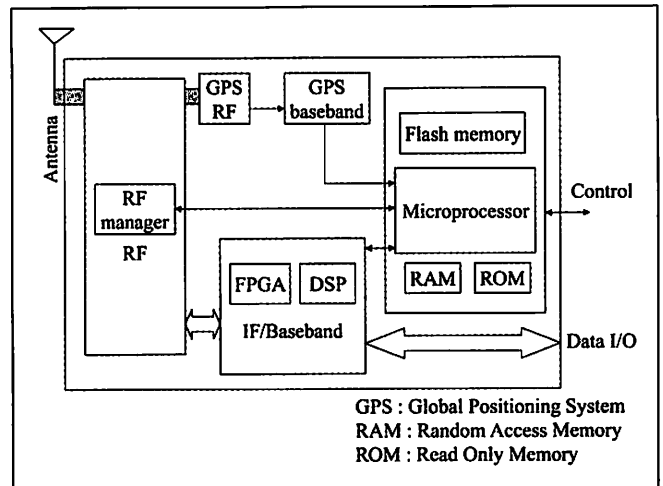 Antenna
GPS
RF
GPS
baseband
Flash memory
RF
manager
RF
Microprocessor
Control
FPGA
DSP
RAM
ROM
IF/Baseband
Data I/O
GPS : Global Positioning System
RAM : Random Access Memory
ROM : Read Only Memory